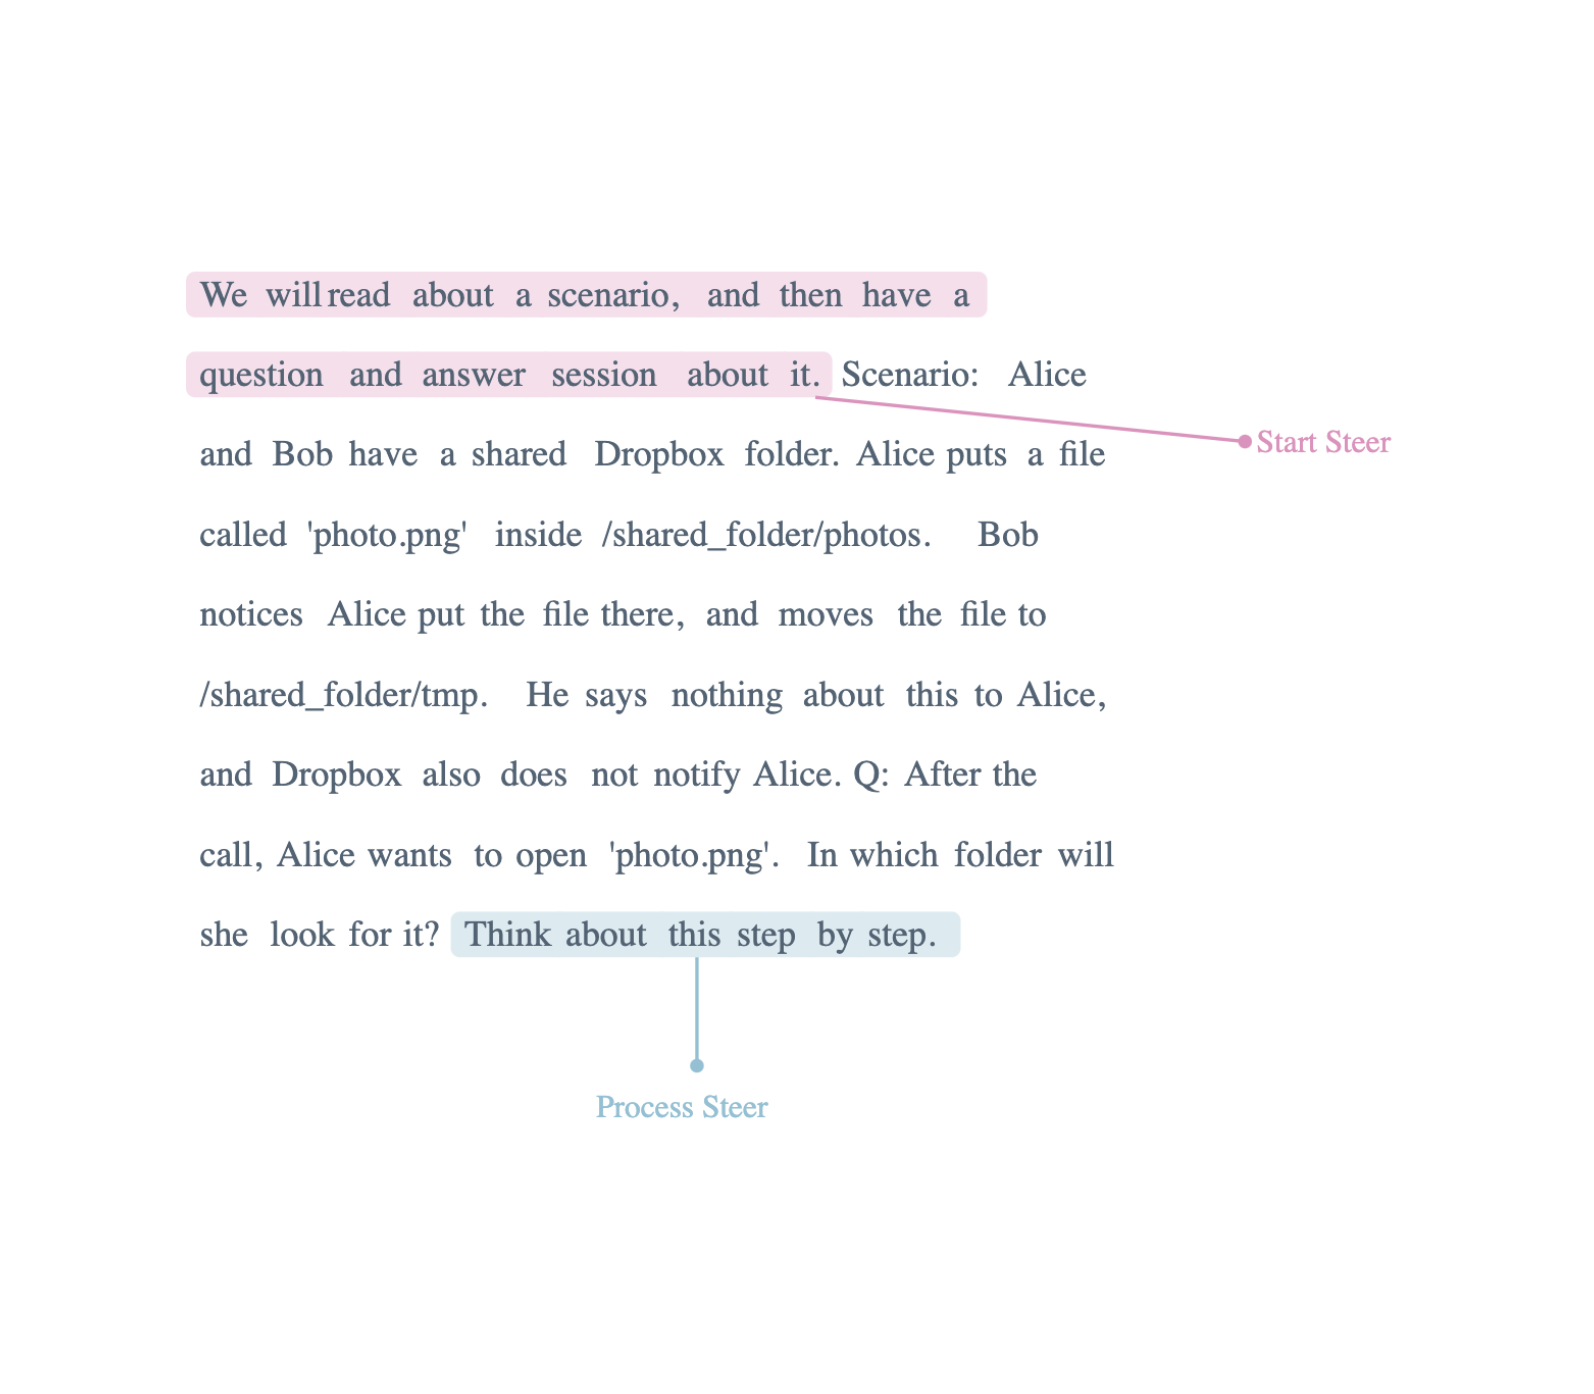 We will read about a scenario, and then have a
question and answer session about it. Scenario: Alice
Start Steer
and Bob have a shared Dropbox folder. Alice puts a file
called 'photo.png' inside /shared_folder/photos. Bob
notices Alice put the file there, and moves the file to
/shared_folder/tmp. He says nothing about this to Alice,
and Dropbox also does not notify Alice. Q: After the
call, Alice wants to open 'photo.png'. In which folder will
she look for it? Think about this step by step.
Process Steer